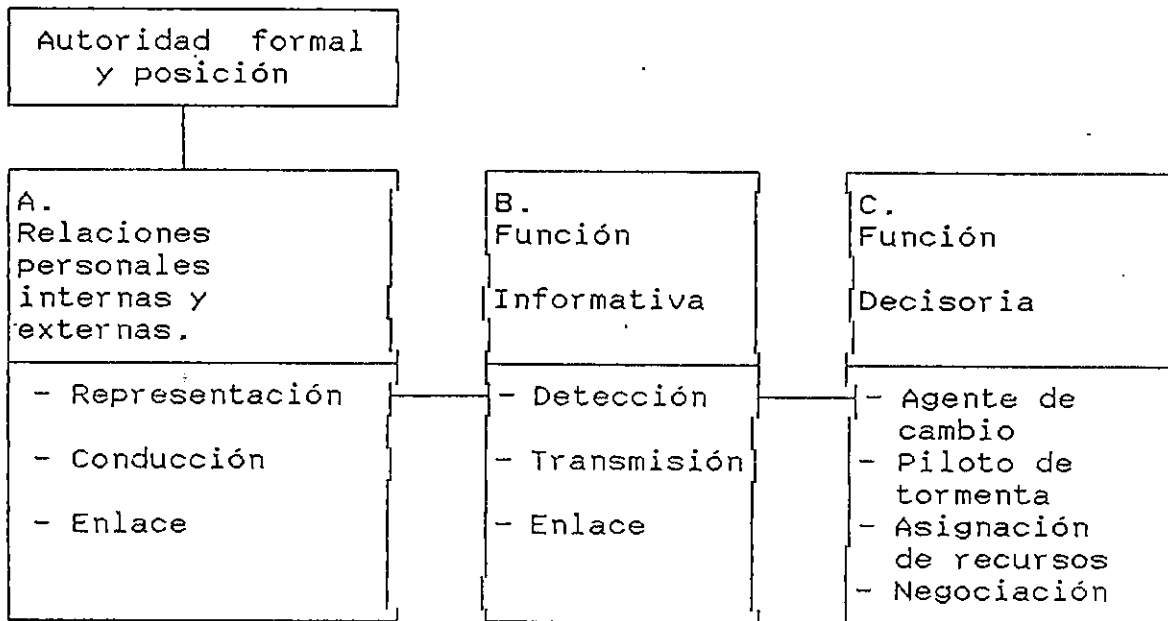 Autoridad formal
y posición
A.
Relaciones
personales
internas y
externas.
- Representación
- Conducción
- Enlace
B.
Función
Informativa
- Detección
- Transmisión
- Enlace
C.
Función
Decisoria
- Agente de
cambio
- Piloto de
tormenta
- Asignación
de recursos
- Negociación